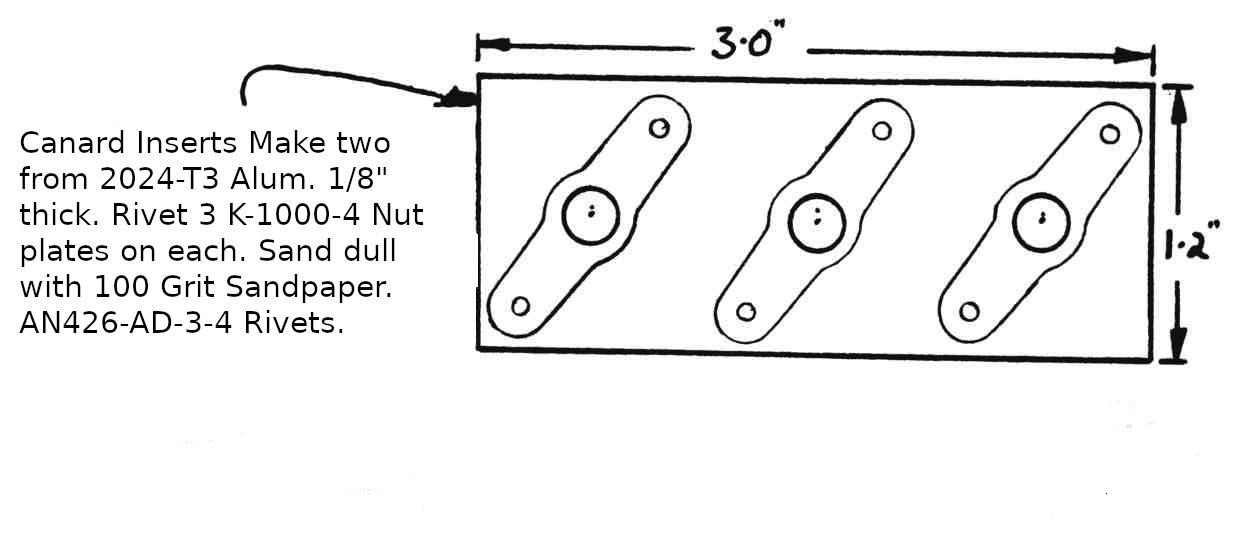 3.0"
Canard Inserts Make two
from 2024-T3 Alum. 1/8"
thick. Rivet 3 K-1000-4 Nut
plates on each. Sand dull
with 100 Grit Sandpaper.
AN426-AD-3-4 Rivets.
1.2"